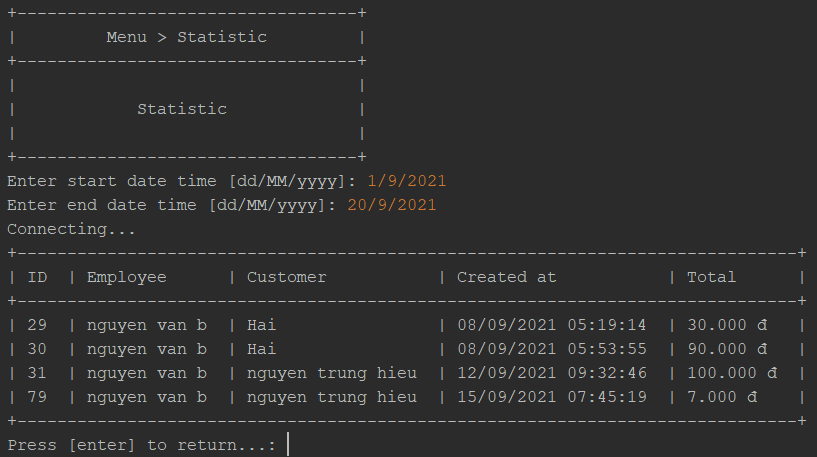 +----------------------------------+
|         Menu > Statistic         |
+----------------------------------+
|                                  |
|            Statistic             |
|                                  |
+----------------------------------+
Enter start date time [dd/MM/yyyy]: 1/9/2021
Enter end date time [dd/MM/yyyy]: 20/9/2021
Connecting...
+------------------------------------------------------------------------------+
| ID  | Employee      | Customer           | Created at           | Total      |
+------------------------------------------------------------------------------+
| 29  | nguyen van b  | Hai                | 08/09/2021 05:19:14  | 30.000 đ   |
| 30  | nguyen van b  | Hai                | 08/09/2021 05:53:55  | 90.000 đ   |
| 31  | nguyen van b  | nguyen trung hieu  | 12/09/2021 09:32:46  | 100.000 đ  |
| 79  | nguyen van b  | nguyen trung hieu  | 15/09/2021 07:45:19  | 7.000 đ    |
+------------------------------------------------------------------------------+
Press [enter] to return...: